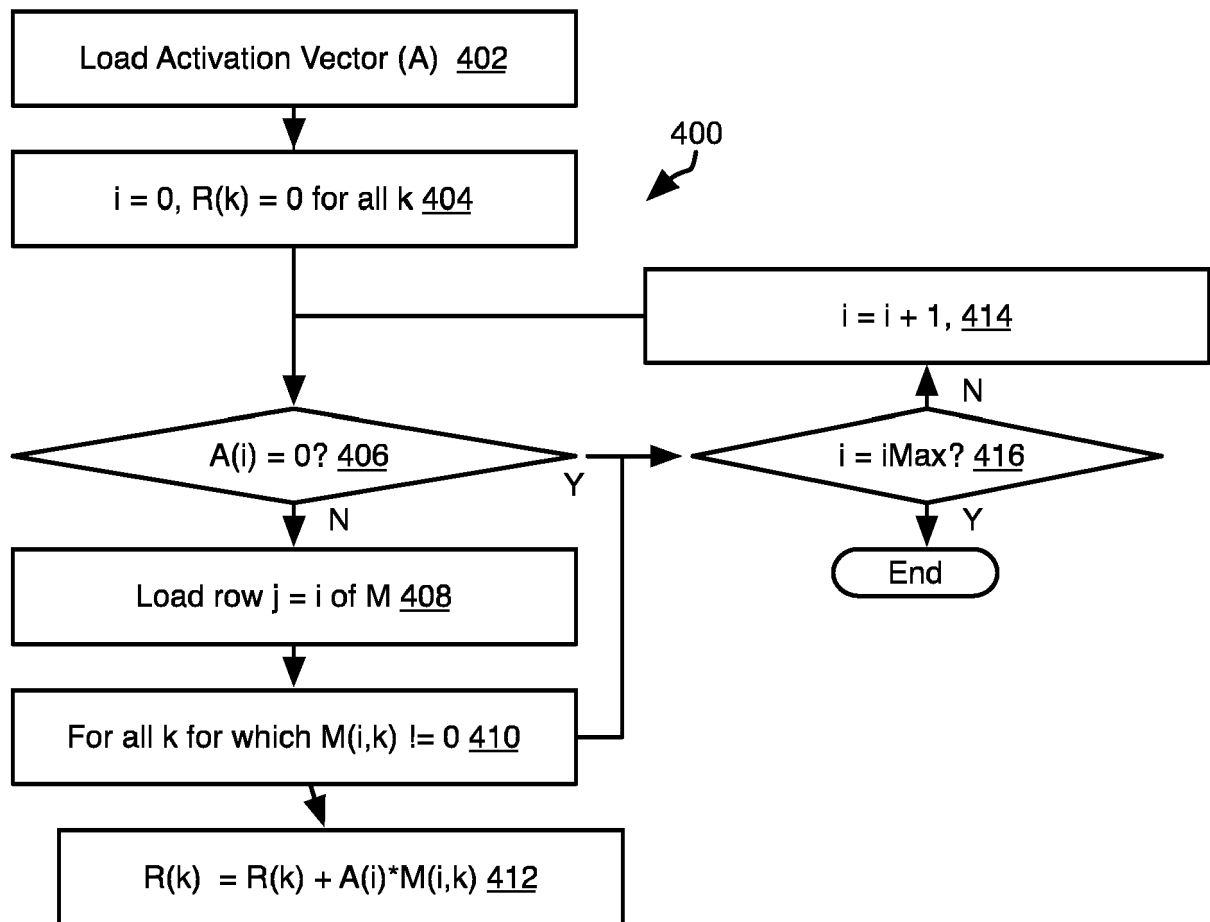 Load Activation Vector (A) 402
400
i = 0, R(k) = 0 for all k 404
i = i + 1, 414
N
A(i) = 0? 406
Y
i = iMax? 416
N
Y
Load row j = i of M 408
End
For all k for which M(i,k) != 0 410
R(k) = R(k) + A(i)*M(i,k) 412